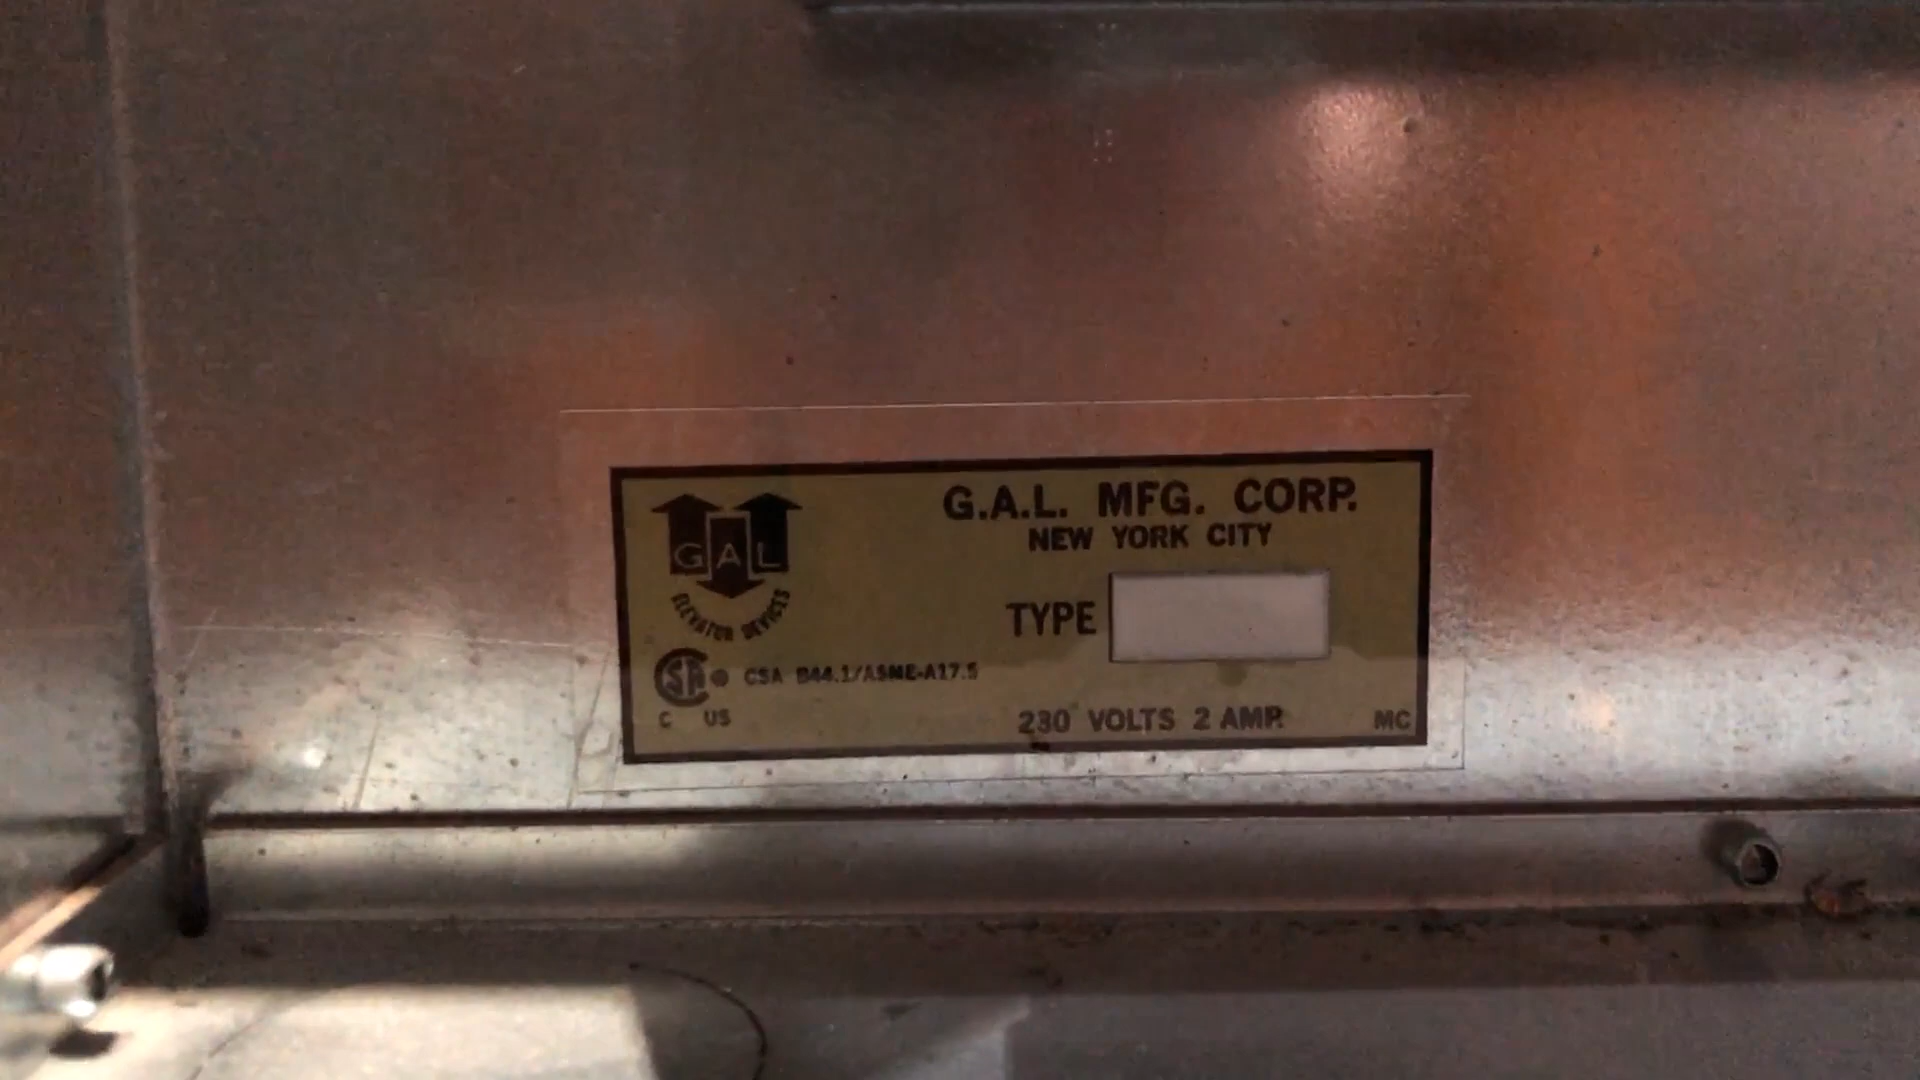 G.A.L. MFG. CORP.
NEW YORK CITY
GAL
ELEVATOR DEVICES
TYPE
CSA B44.1/ASME-A17.5
C US
230 VOLTS 2 AMP. MC